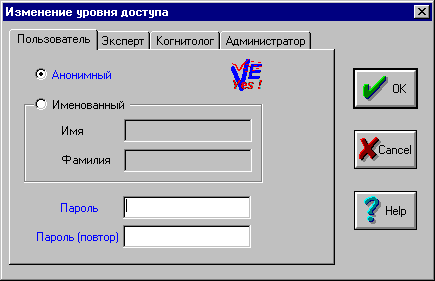 Изменение уровня доступа
Пользователь Эксперт Когнитолог Администратор
Анонимный
VE
Yes !
OK
Именованный
Имя
Фамилия
Cancel
Пароль
Пароль (повтор)
Help